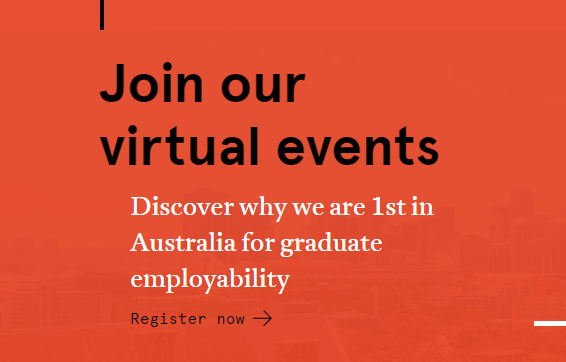 Join our
virtual events
Discover why we are 1st in
Australia for graduate
employability
Register now